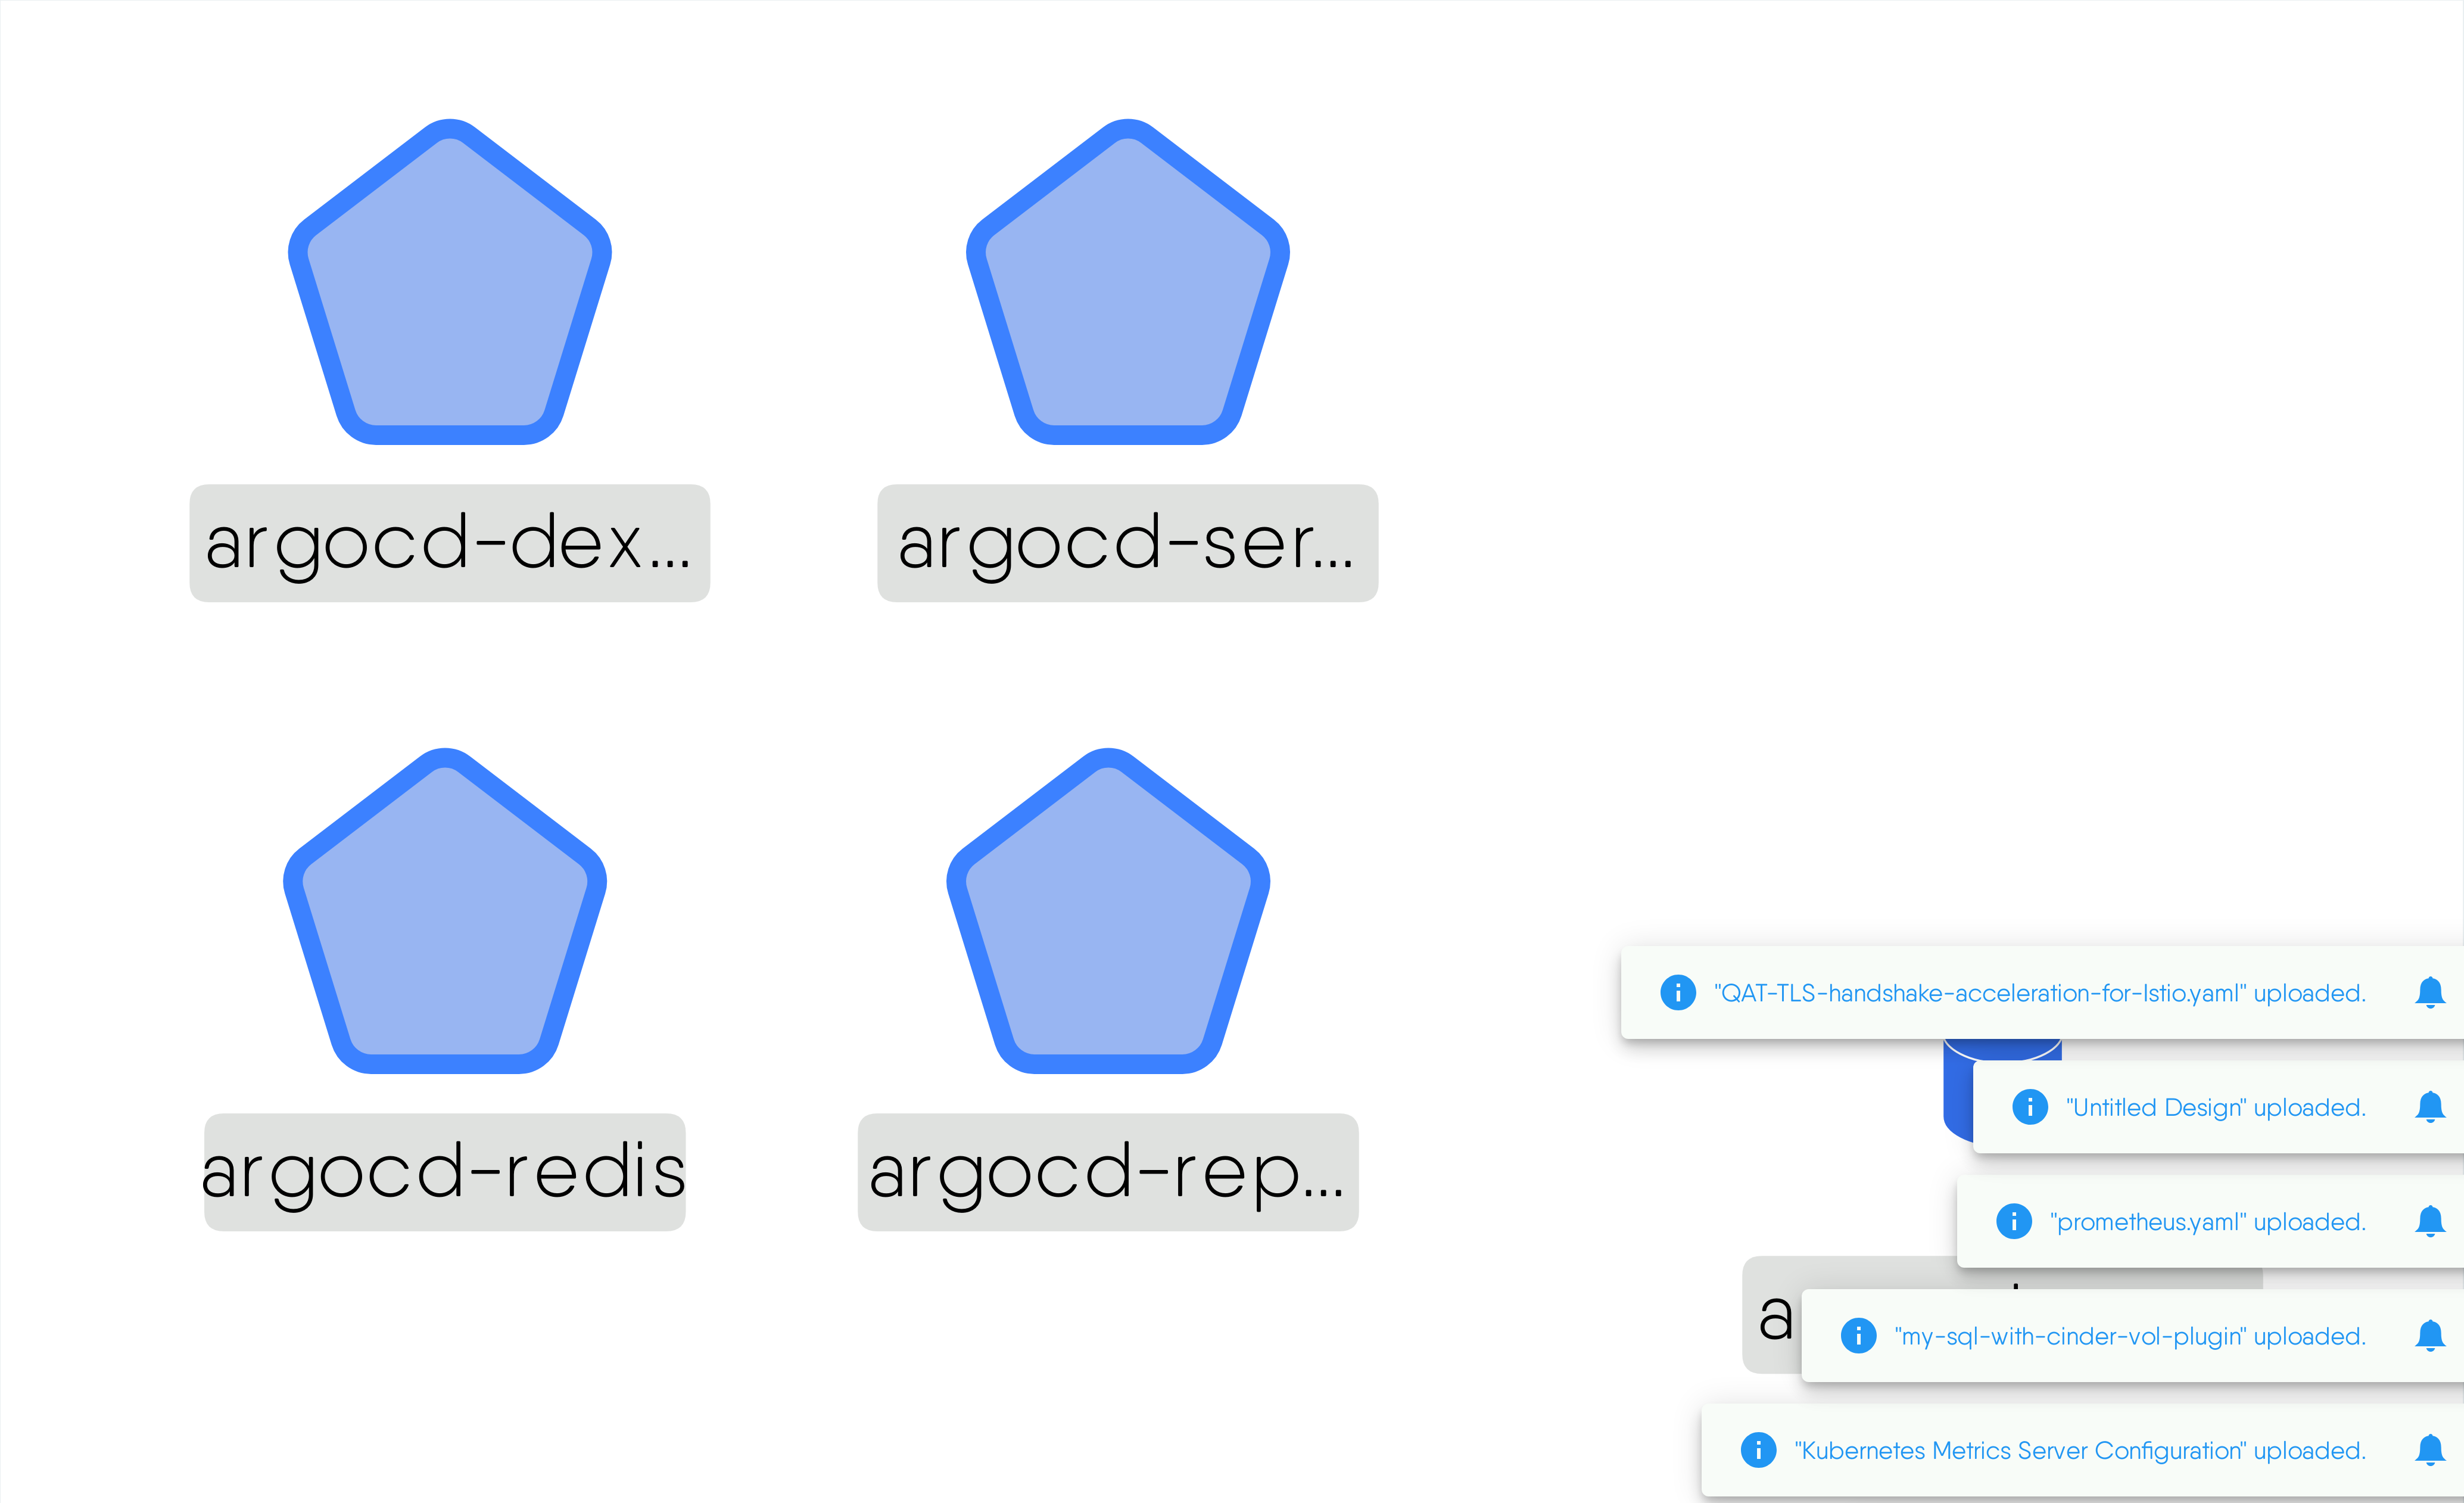 argocd-dex...
argocd-ser...
argocd-redis
argocd-rep...
"QAT-TLS-handshake-acceleration-for-Istio.yaml" uploaded.
"Untitled Design" uploaded.
"prometheus.yaml" uploaded.
"my-sql-with-cinder-vol-plugin" uploaded.
"Kubernetes Metrics Server Configuration" uploaded.